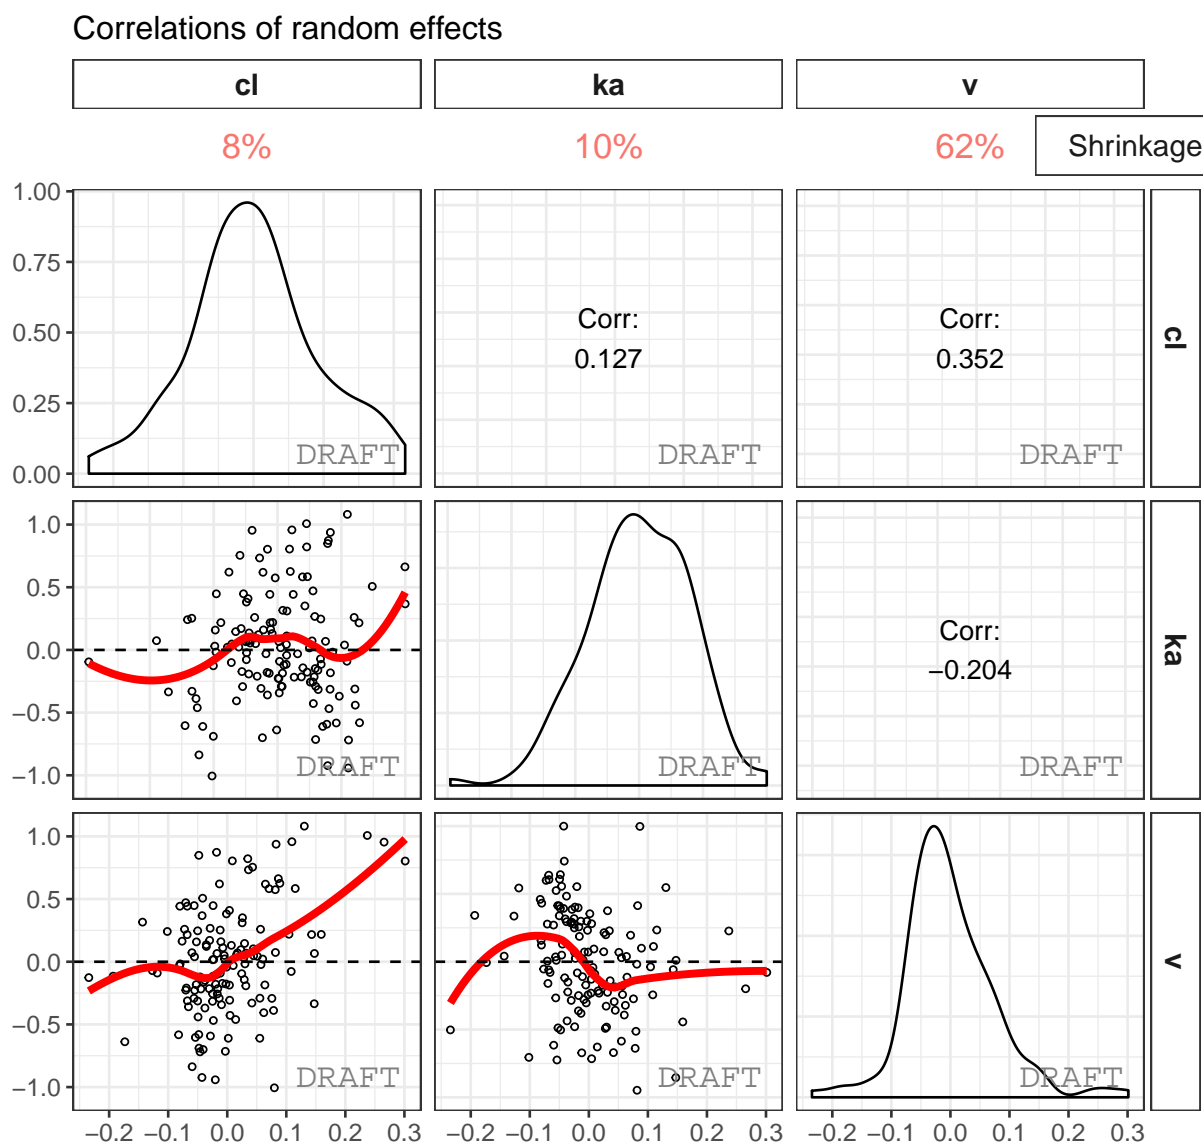 Correlations of random effects
cl ka v
8% 10% 62% Shrinkage
1.00
0.75
0.50
0.25
0.00
DRAFT
Corr:
0.127
DRAFT
Corr:
0.352
DRAFT
cl
1.0
0.5
0.0
−0.5
−1.0
DRAFT
DRAFT
Corr:
−0.204
DRAFT
ka
1.0
0.5
0.0
−0.5
−1.0
DRAFT
DRAFT
DRAFT
v
−0.2 −0.1 0.0 0.1 0.2 0.3 −0.2 −0.1 0.0 0.1 0.2 0.3 −0.2 −0.1 0.0 0.1 0.2 0.3